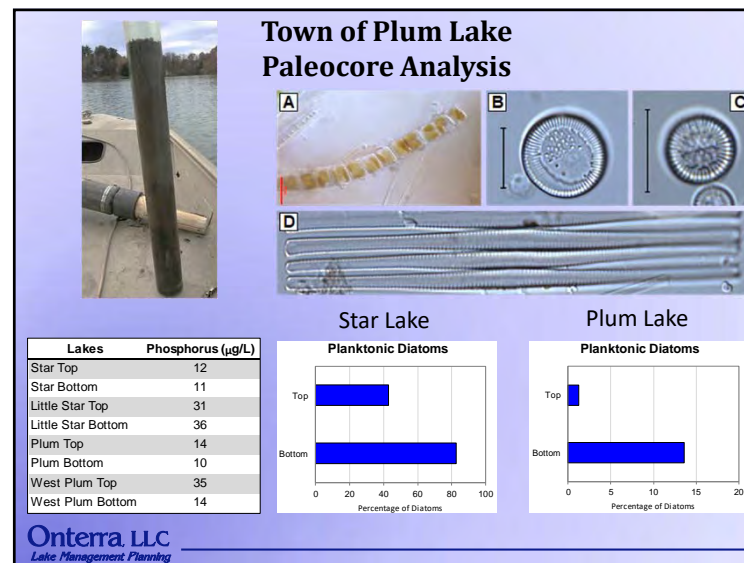 Town of Plum Lake
Paleocore Analysis
A
B
C
D
Star Lake
Plum Lake
Lakes Phosphorus (µg/L)
Star Top 12
Star Bottom 11
Little Star Top 31
Little Star Bottom 36
Plum Top 14
Plum Bottom 10
West Plum Top 35
West Plum Bottom 14
Planktonic Diatoms
Top
Bottom
0 20 40 60 80 100
Percentage of Diatoms
Planktonic Diatoms
Top
Bottom
0 5 10 15 20
Percentage of Diatoms
Onterra, LLC
Lake Management Planning